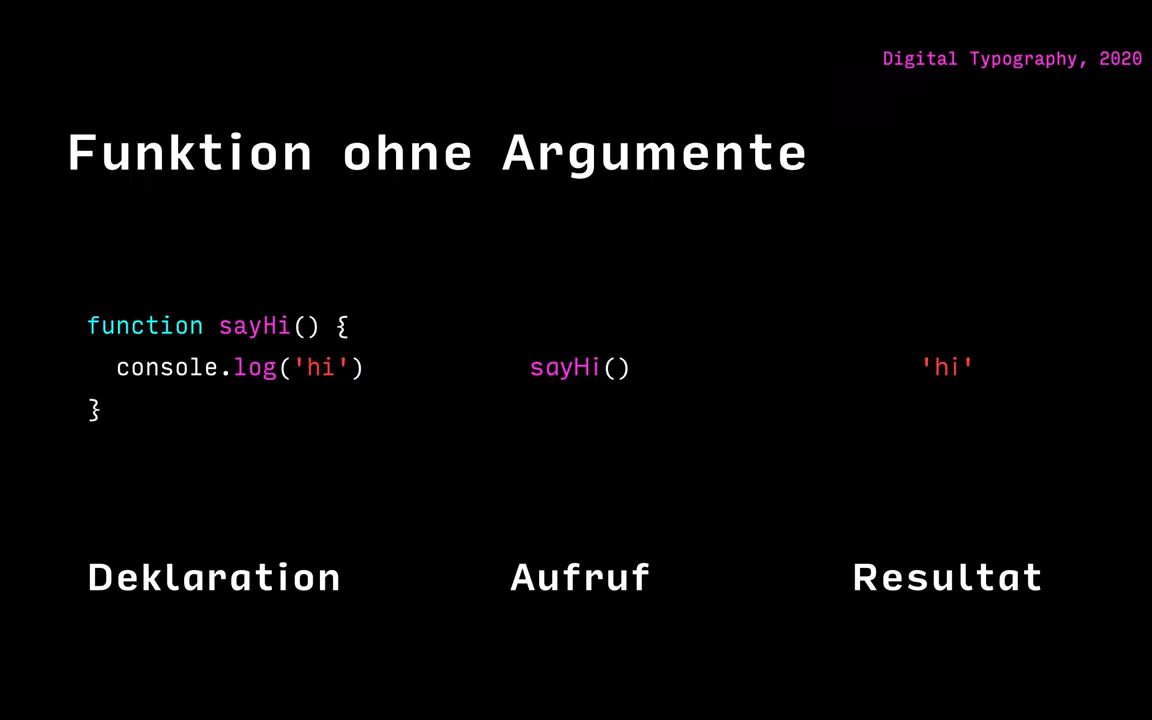 Digital Typography, 2020
Funktion ohne Argumente
function sayHi() {
  console.log('hi')
}
sayHi()
'hi'
Deklaration
Aufruf
Resultat